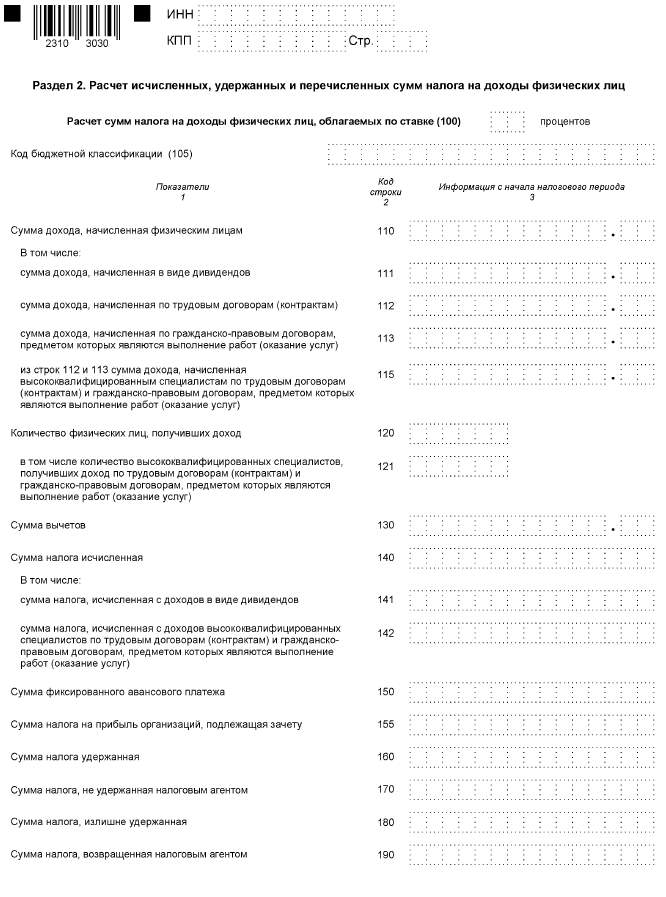 ИНН
2310 3030
КПП Стр.
Раздел 2. Расчет исчисленных, удержанных и перечисленных сумм налога на доходы физических лиц
Расчет сумм налога на доходы физических лиц, облагаемых по ставке (100) процентов
Код бюджетной классификации (105)
Показатели Код строки Информация с начала налогового периода
1 2 3
Сумма дохода, начисленная физическим лицам 110 .
В том числе:
сумма дохода, начисленная в виде дивидендов 111 .
сумма дохода, начисленная по трудовым договорам (контрактам) 112 .
сумма дохода, начисленная по гражданско-правовым договорам, 113 .
предметом которых являются выполнение работ (оказание услуг)
из строк 112 и 113 сумма дохода, начисленная 115 .
высококвалифицированным специалистам по трудовым договорам
(контрактам) и гражданско-правовым договорам, предметом которых
являются выполнение работ (оказание услуг)
Количество физических лиц, получивших доход 120
в том числе количество высококвалифицированных специалистов, 121
получивших доход по трудовым договорам (контрактам) и
гражданско-правовым договорам, предметом которых являются
выполнение работ (оказание услуг)
Сумма вычетов 130 .
Сумма налога исчисленная 140
В том числе:
сумма налога, исчисленная с доходов в виде дивидендов 141
сумма налога, исчисленная с доходов высококвалифицированных 142
специалистов по трудовым договорам (контрактам) и гражданско-
правовым договорам, предметом которых являются выполнение
работ (оказание услуг)
Сумма фиксированного авансового платежа 150
Сумма налога на прибыль организаций, подлежащая зачету 155
Сумма налога удержанная 160
Сумма налога, не удержанная налоговым агентом 170
Сумма налога, излишне удержанная 180
Сумма налога, возвращенная налоговым агентом 190